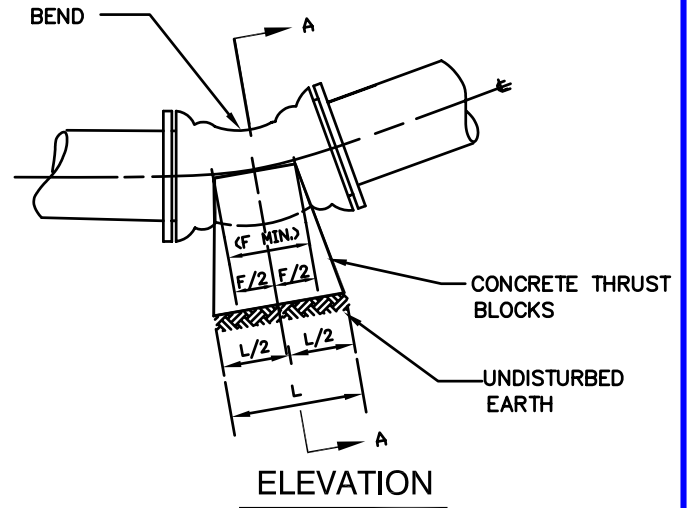 BEND
A
(F MIN.)
F/2 F/2
CONCRETE THRUST
BLOCKS
L/2 L/2
L
UNDISTURBED
EARTH
A
ELEVATION